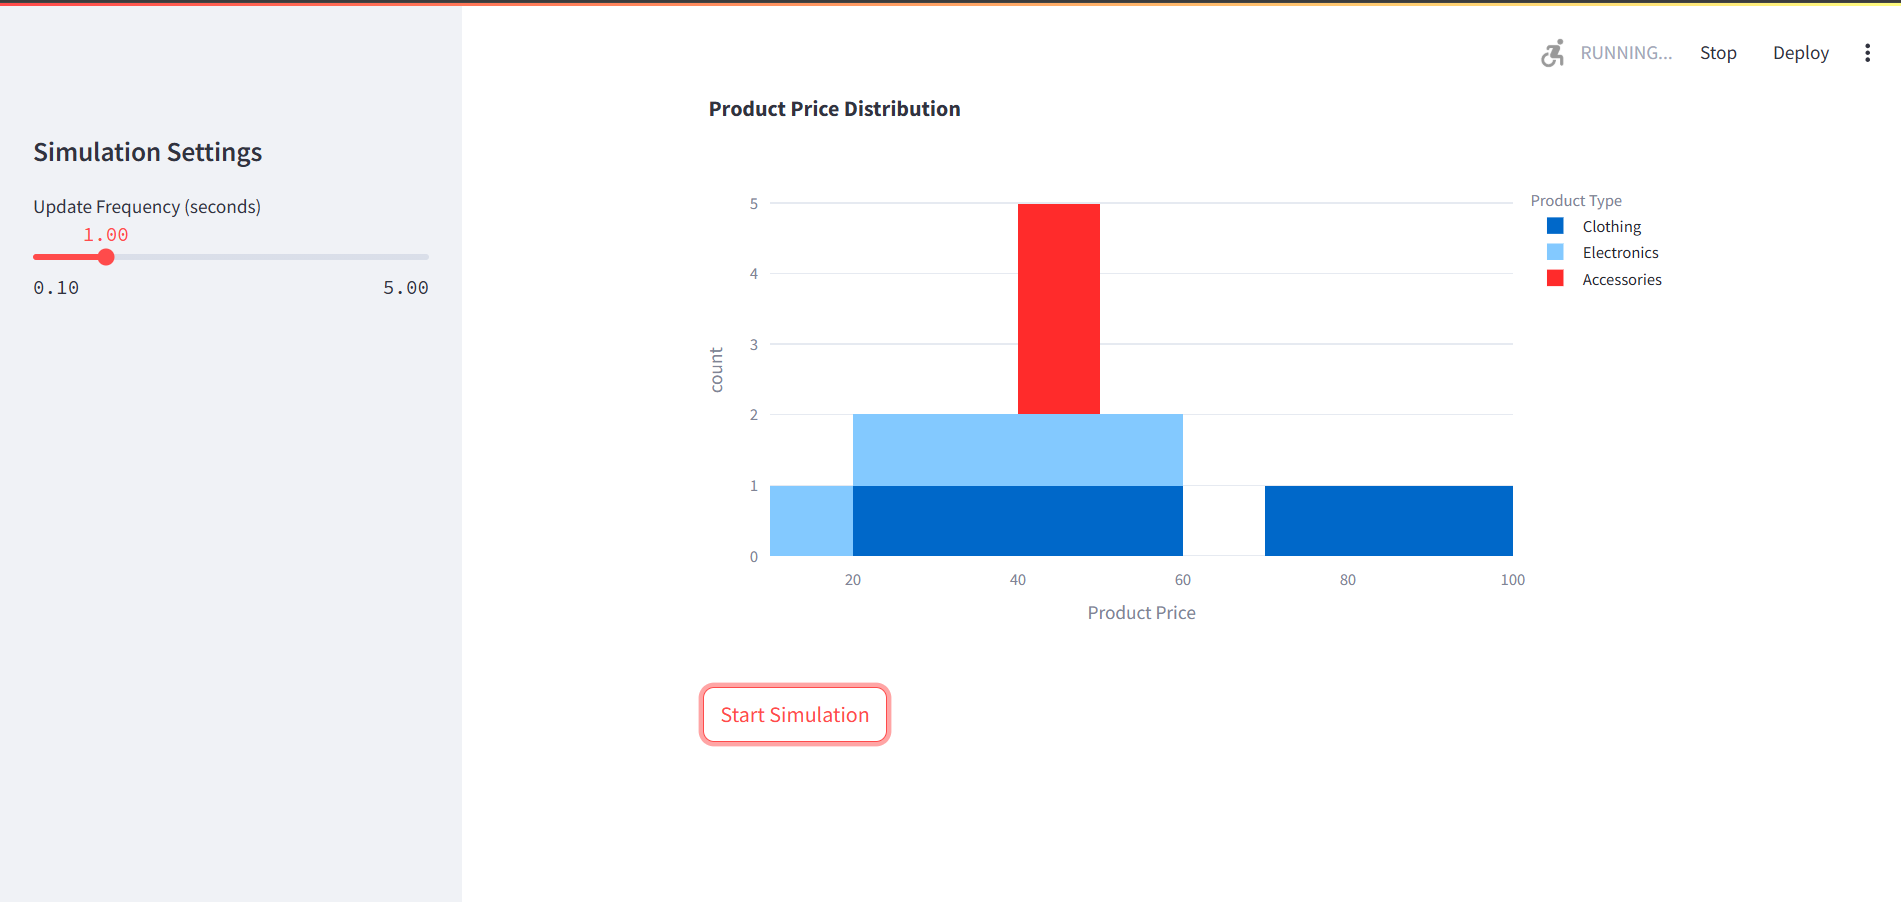 RUNNING...
Stop
Deploy
Simulation Settings
Update Frequency (seconds)
1.00
0.10
5.00
Product Price Distribution
5
4
3
2
1
0
count
20
40
60
80
100
Product Price
Product Type
Clothing
Electronics
Accessories
Start Simulation